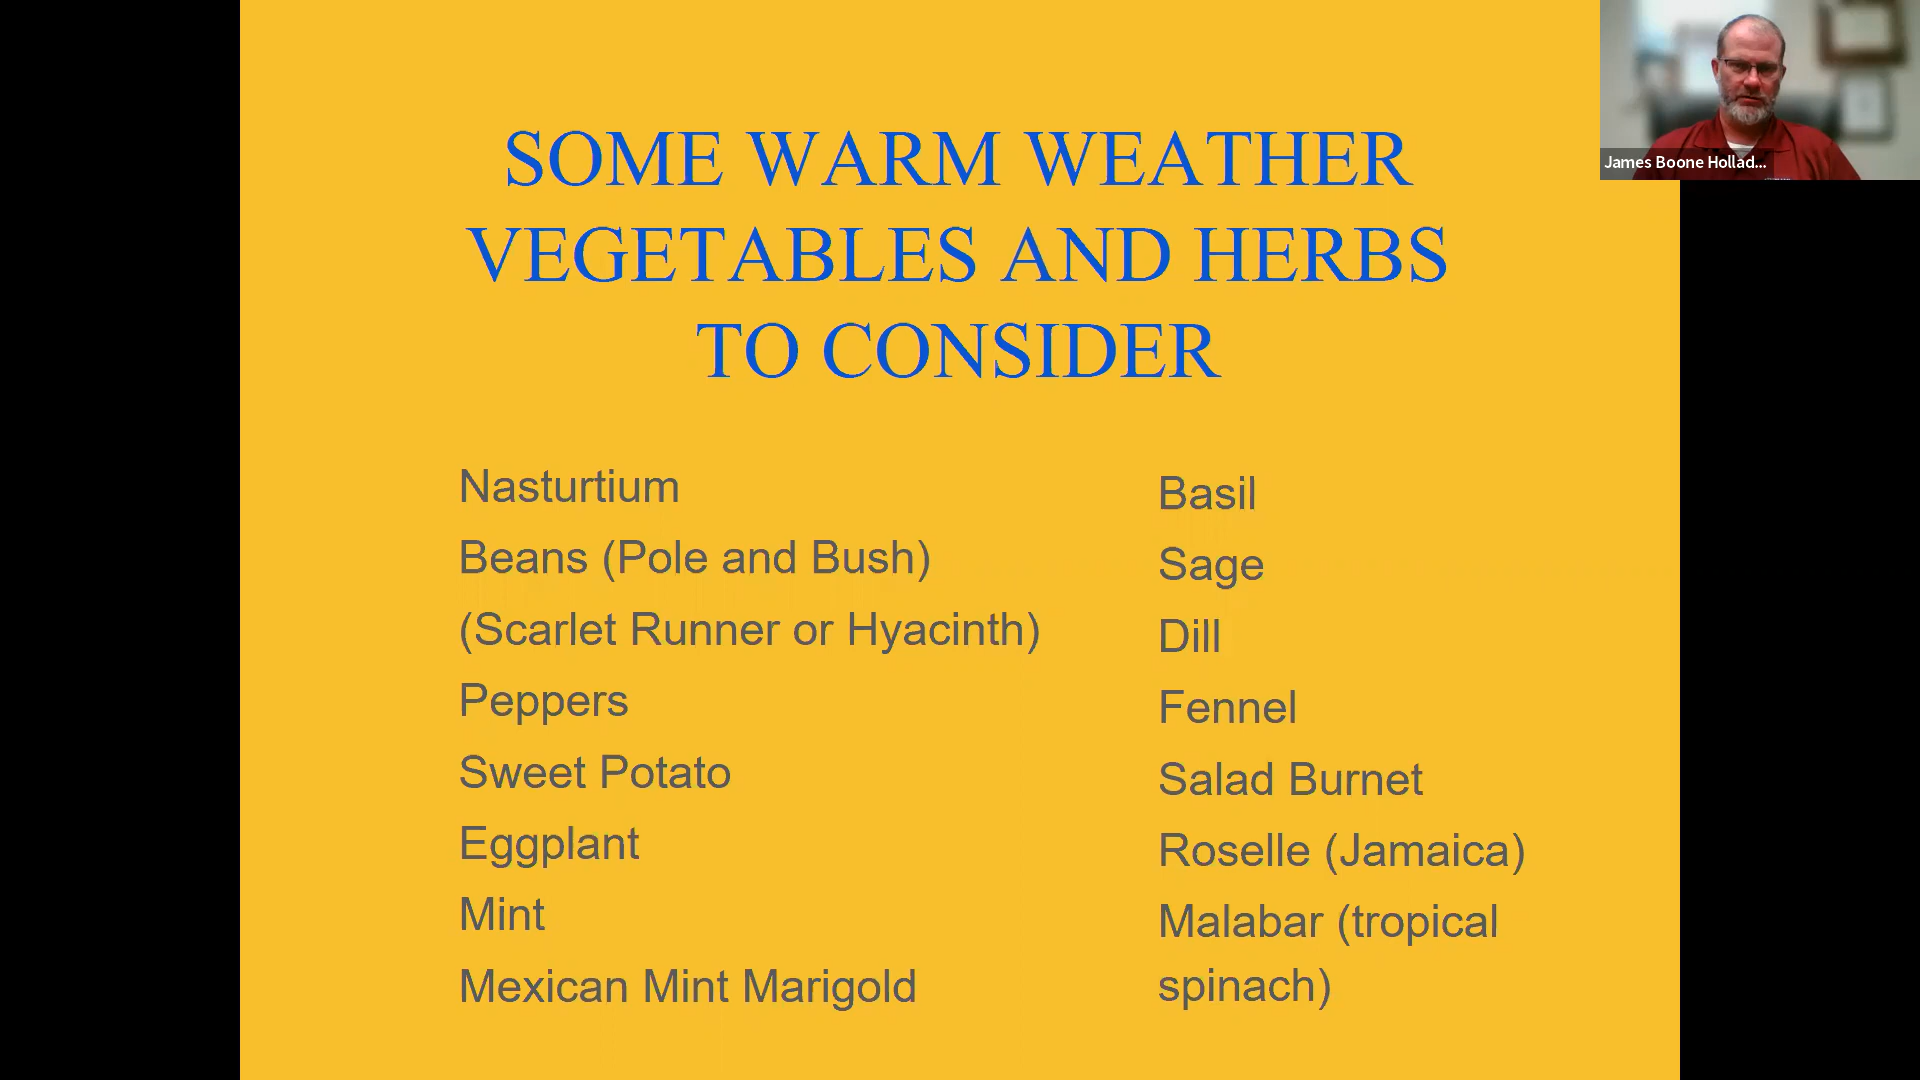 SOME WARM WEATHER
VEGETABLES AND HERBS
TO CONSIDER
Nasturtium
Beans (Pole and Bush)
(Scarlet Runner or Hyacinth)
Peppers
Sweet Potato
Eggplant
Mint
Mexican Mint Marigold
Basil
Sage
Dill
Fennel
Salad Burnet
Roselle (Jamaica)
Malabar (tropical
spinach)
James Boone Hollad...